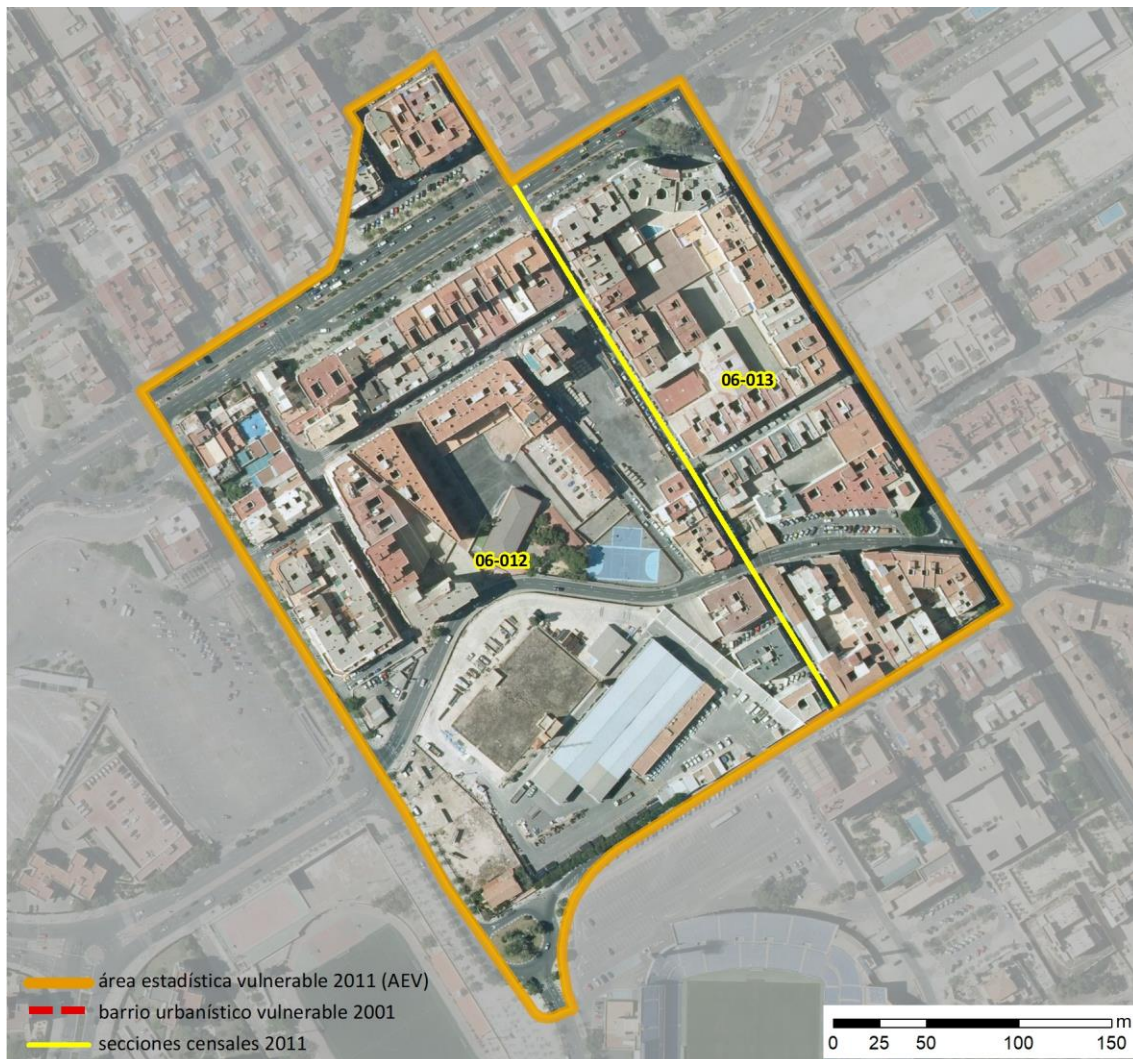 06-013
06-012
área estadística vulnerable 2011 (AEV)
barrio urbanístico vulnerable 2001
secciones censales 2011
m
0 25 50 100 150